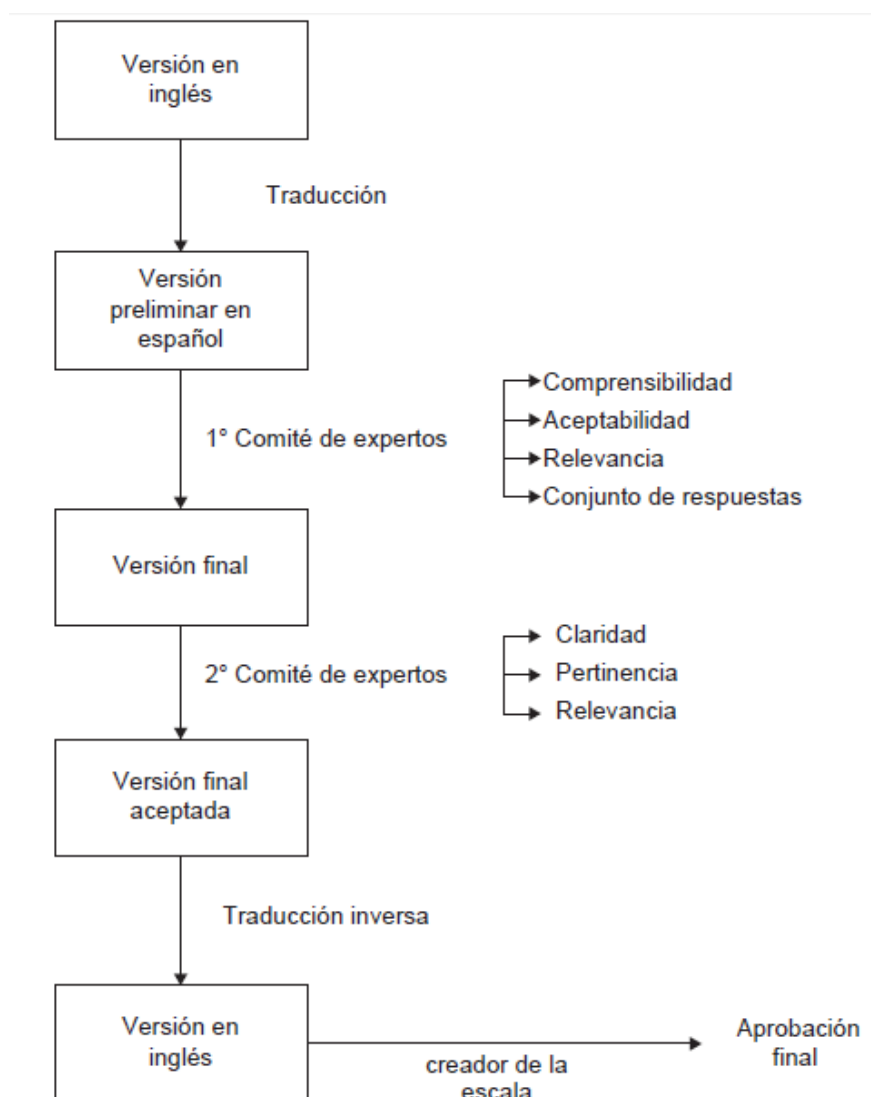 Versión en
inglés
Traducción
Versión
preliminar en
español
1° Comité de expertos
Comprensibilidad
Aceptabilidad
Relevancia
Conjunto de respuestas
Versión final
2° Comité de expertos
Claridad
Pertinencia
Relevancia
Versión final
aceptada
Traducción inversa
Versión en
inglés
creador de la
escala
Aprobación
final